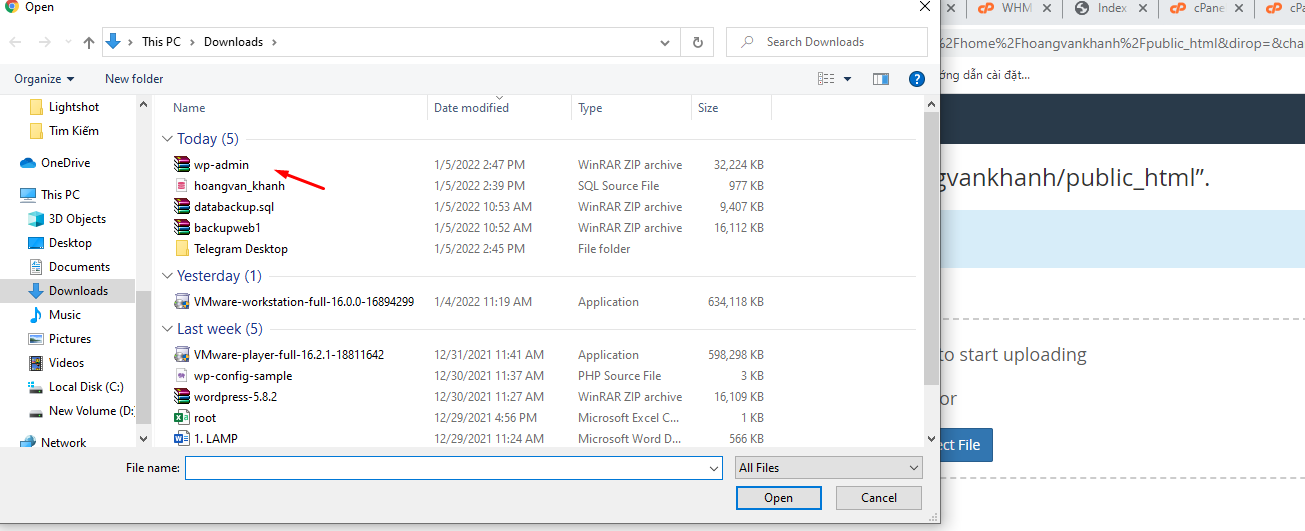 Open
WHM
Index
cPane
cPa
This PC
Downloads
Search Downloads
%2Fhome%2Fhoangvankhanh%2Fpublic_html&dirop=&cha
Organize
New folder
?
ớng dẫn cài đặt...
Lightshot
Tìm Kiếm
OneDrive
This PC
3D Objects
Desktop
Documents
Downloads
Music
Pictures
Videos
Local Disk (C:)
New Volume (D:
Network
Name Date modified Type Size
Today (5)
wp-admin 1/5/2022 2:47 PM WinRAR ZIP archive 32,224 KB
hoangvan_khanh 1/5/2022 2:39 PM SQL Source File 977 KB
databackup.sql 1/5/2022 10:53 AM WinRAR ZIP archive 9,407 KB
backupweb1 1/5/2022 10:52 AM WinRAR ZIP archive 16,112 KB
Telegram Desktop 1/5/2022 2:45 PM File folder
Yesterday (1)
VMware-workstation-full-16.0.0-16894299 1/4/2022 11:19 AM Application 634,118 KB
Last week (5)
VMware-player-full-16.2.1-18811642 12/31/2021 11:41 AM Application 598,298 KB
wp-config-sample 12/30/2021 11:37 AM PHP Source File 3 KB
wordpress-5.8.2 12/30/2021 11:27 AM WinRAR ZIP archive 16,109 KB
root 12/29/2021 4:56 PM Microsoft Excel C... 1 KB
1. LAMP 12/29/2021 11:24 AM Microsoft Word D... 566 KB
gvankhanh/public_html”.
to start uploading
or
ect File
File name:
All Files
Open
Cancel